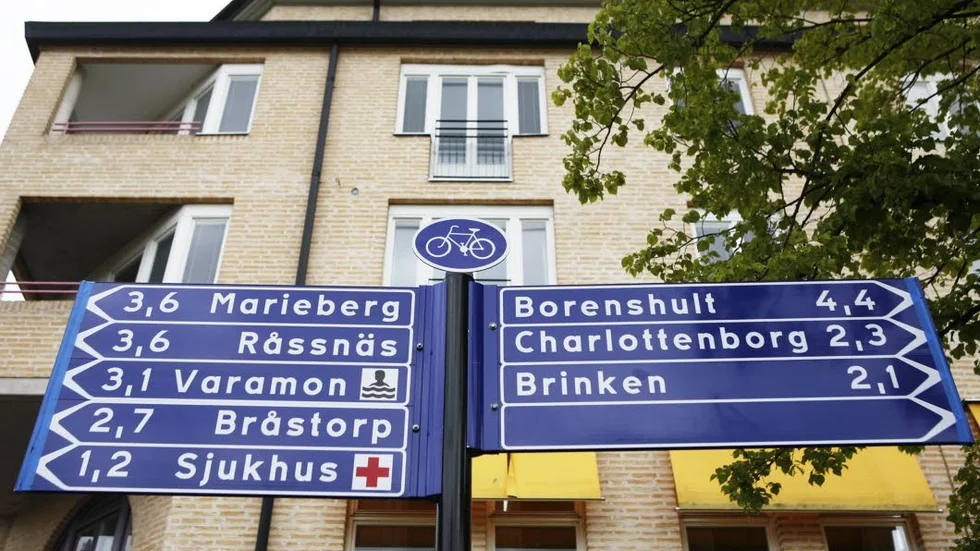 3,6 Marieberg
3,6 Råssnäs
3,1 Varamon
2,7 Bråstorp
1,2 Sjukhus
Borenshult 4,4
Charlottenborg 2,3
Brinken 2,1